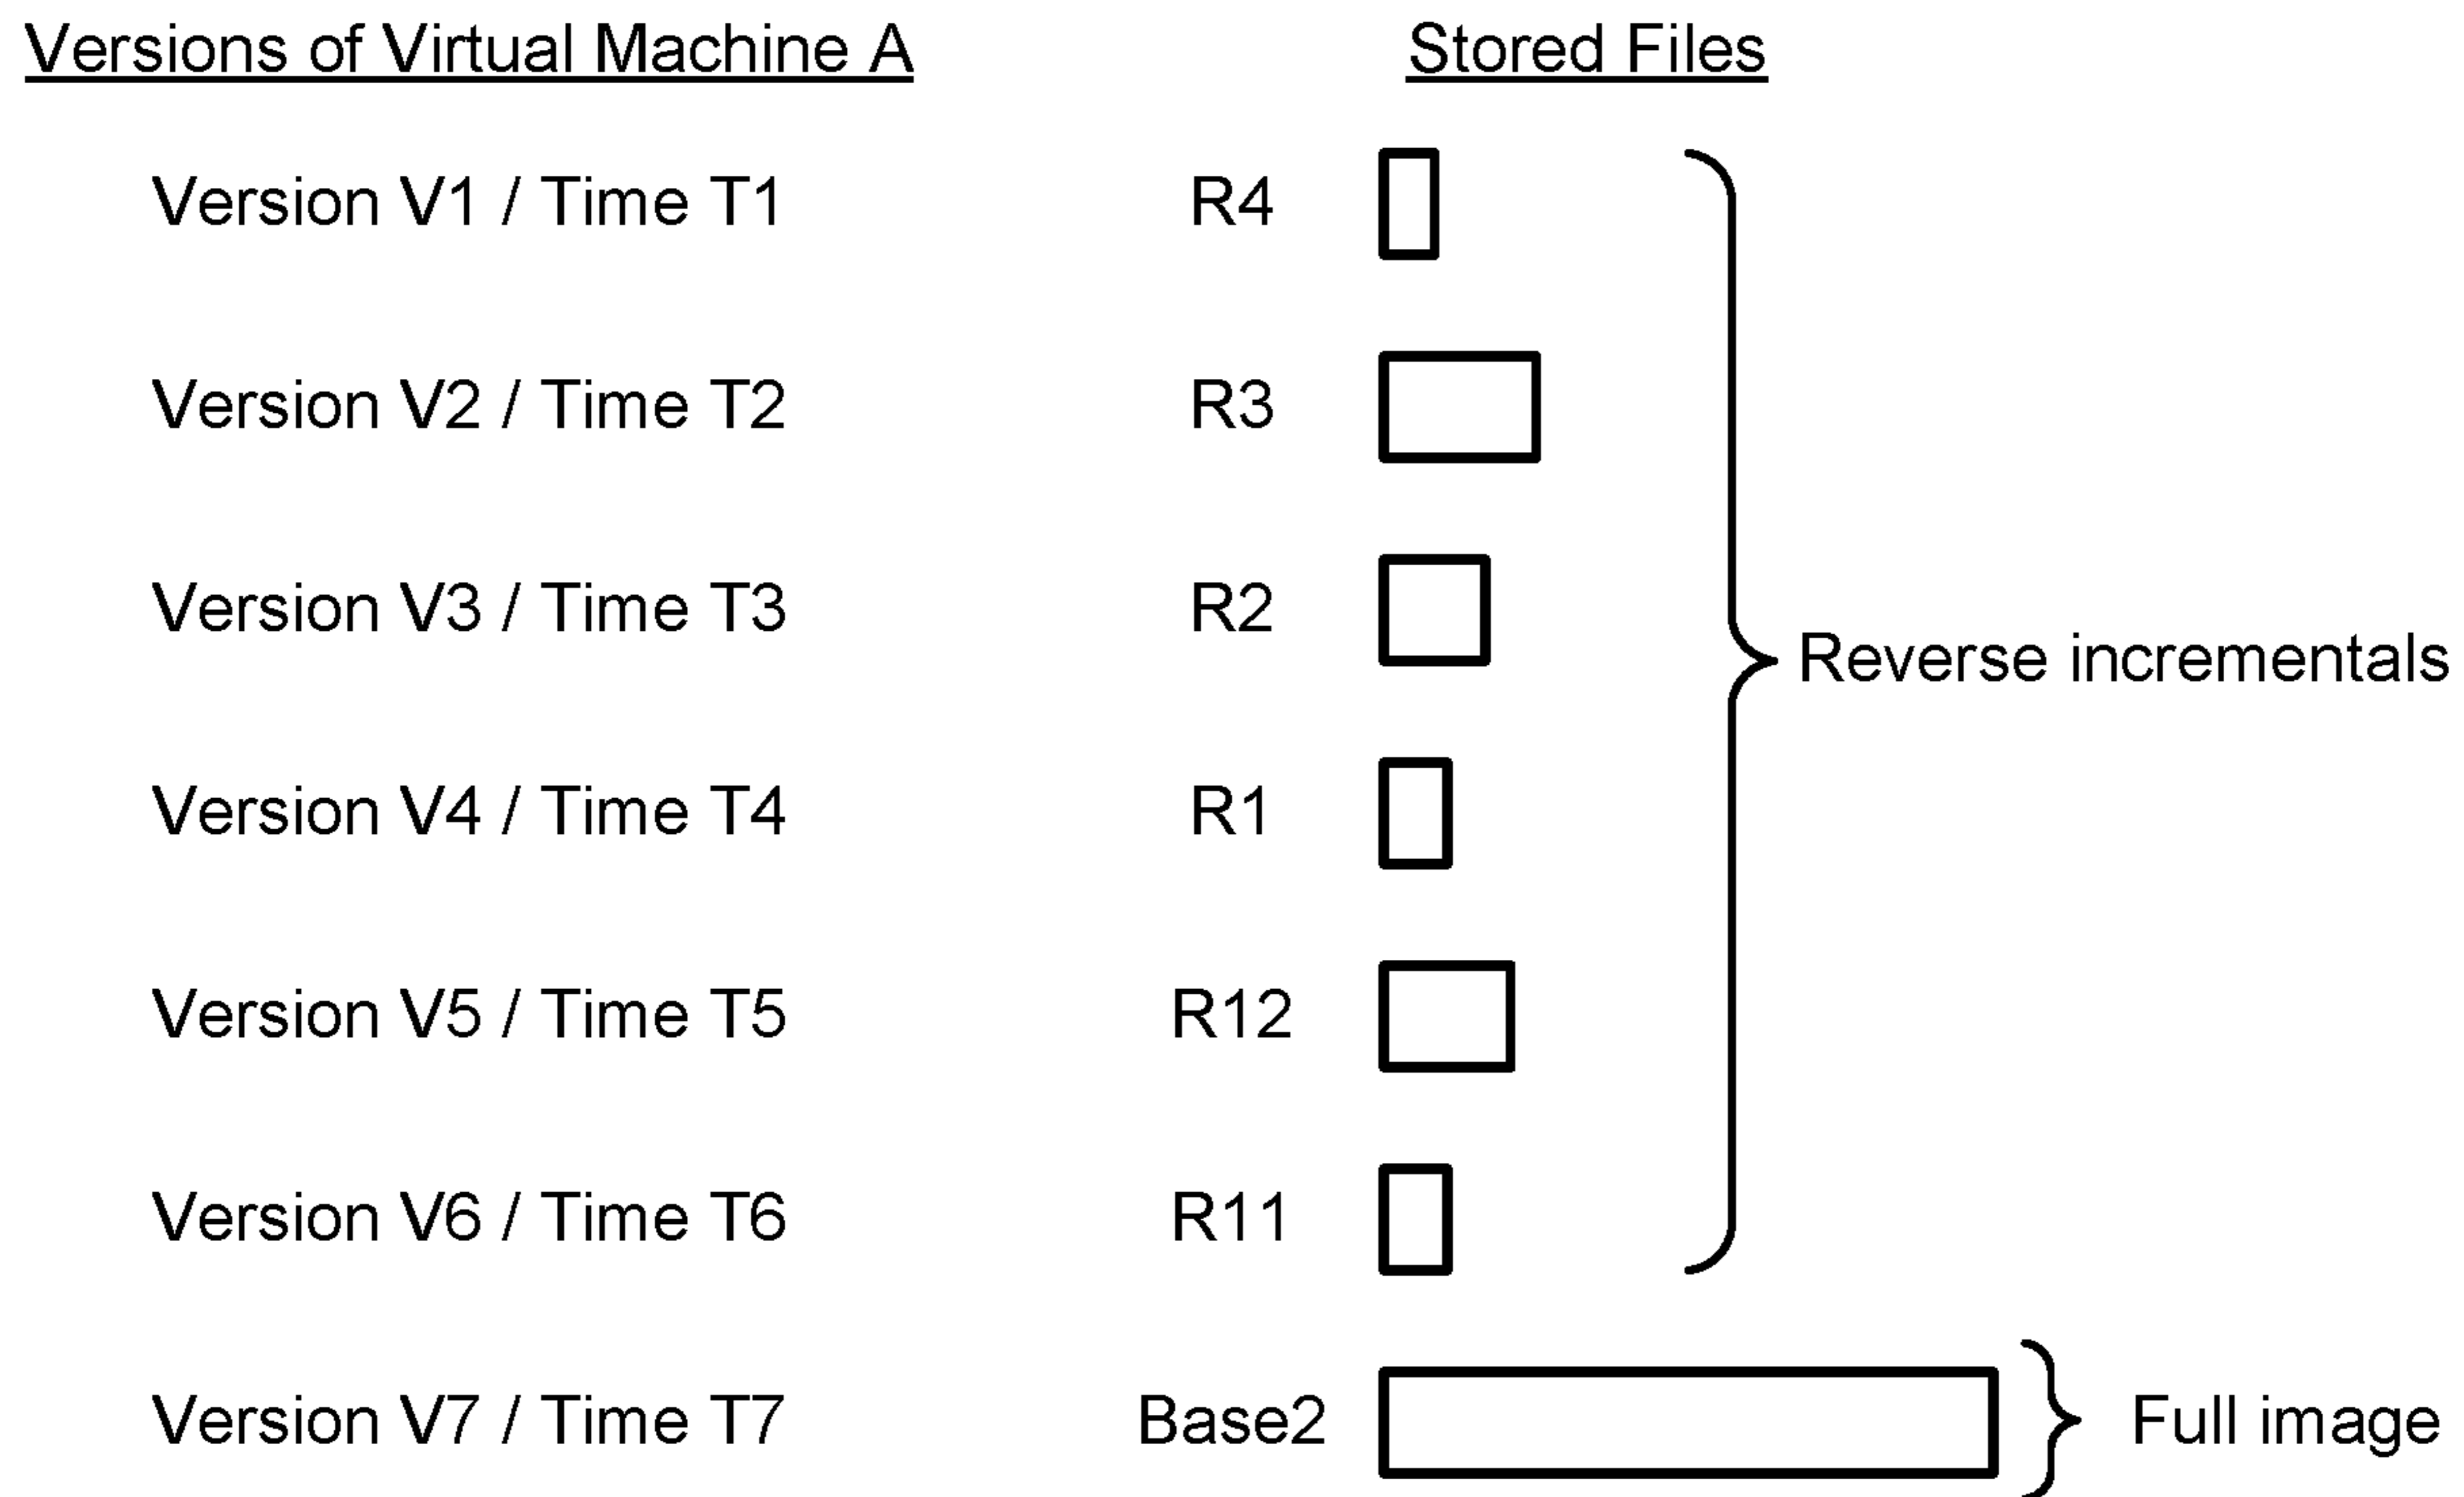 Versions of Virtual Machine A Stored Files
Version V1 / Time T1 R4
Version V2 / Time T2 R3
Version V3 / Time T3 R2
Reverse incrementals
Version V4 / Time T4 R1
Version V5 / Time T5 R12
Version V6 / Time T6 R11
Version V7 / Time T7 Base2 Full image